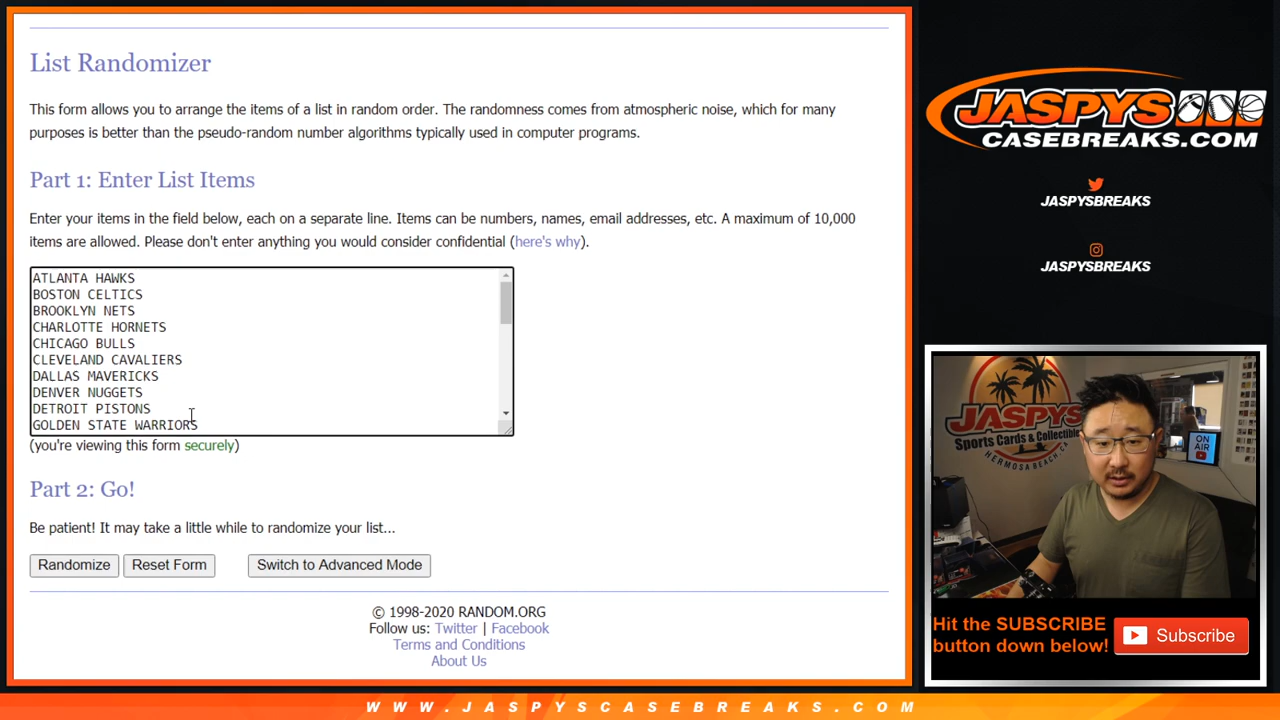 List Randomizer
This form allows you to arrange the items of a list in random order. The randomness comes from atmospheric noise, which for many
purposes is better than the pseudo-random number algorithms typically used in computer programs.
Part 1: Enter List Items
Enter your items in the field below, each on a separate line. Items can be numbers, names, email addresses, etc. A maximum of 10,000
items are allowed. Please don't enter anything you would consider confidential (here's why).
ATLANTA HAWKS
BOSTON CELTICS
BROOKLYN NETS
CHARLOTTE HORNETS
CHICAGO BULLS
CLEVELAND CAVALIERS
DALLAS MAVERICKS
DENVER NUGGETS
DETROIT PISTONS
GOLDEN STATE WARRIORS
(you're viewing this form securely)
Part 2: Go!
Be patient! It may take a little while to randomize your list...
Randomize Reset Form Switch to Advanced Mode
© 1998-2020 RANDOM.ORG
Follow us: Twitter | Facebook
Terms and Conditions
About Us
JASPYS
CASEBREAKS.COM
JASPYSBREAKS
JASPYSBREAKS
JASPYS
Sports Cards & Collectible
HERMOSA BEACH, CA
ON
AIR
Hit the SUBSCRIBE
button down below!
Subscribe
WWW.JASPYSCASEBREAKS.COM